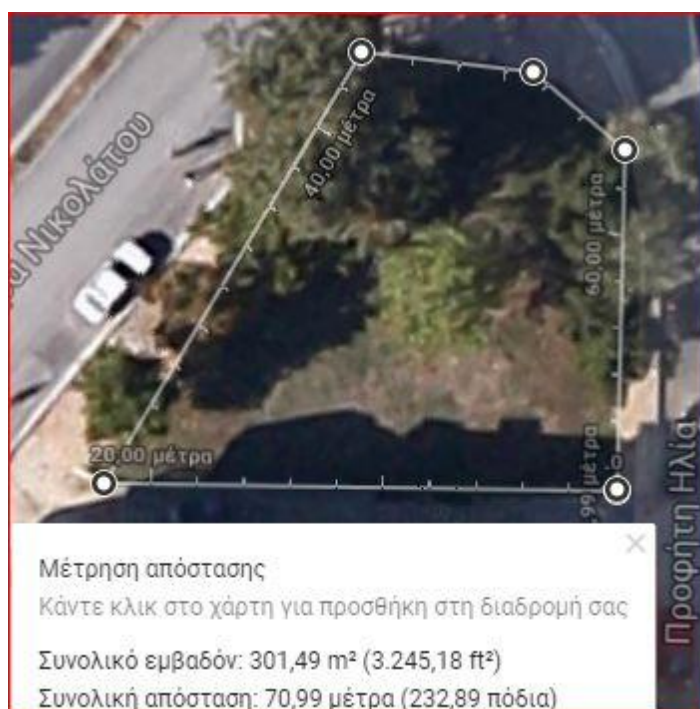 α Νικολάτου
40,00 μέτρα
60,00 μέτρα
20,00 μέτρα
,99 μέτρα
Προφήτη Ηλία
Μέτρηση απόστασης
Κάντε κλικ στο χάρτη για προσθήκη στη διαδρομή σας
Συνολικό εμβαδόν: 301,49 m² (3.245,18 ft²)
Συνολική απόσταση: 70,99 μέτρα (232,89 πόδια)